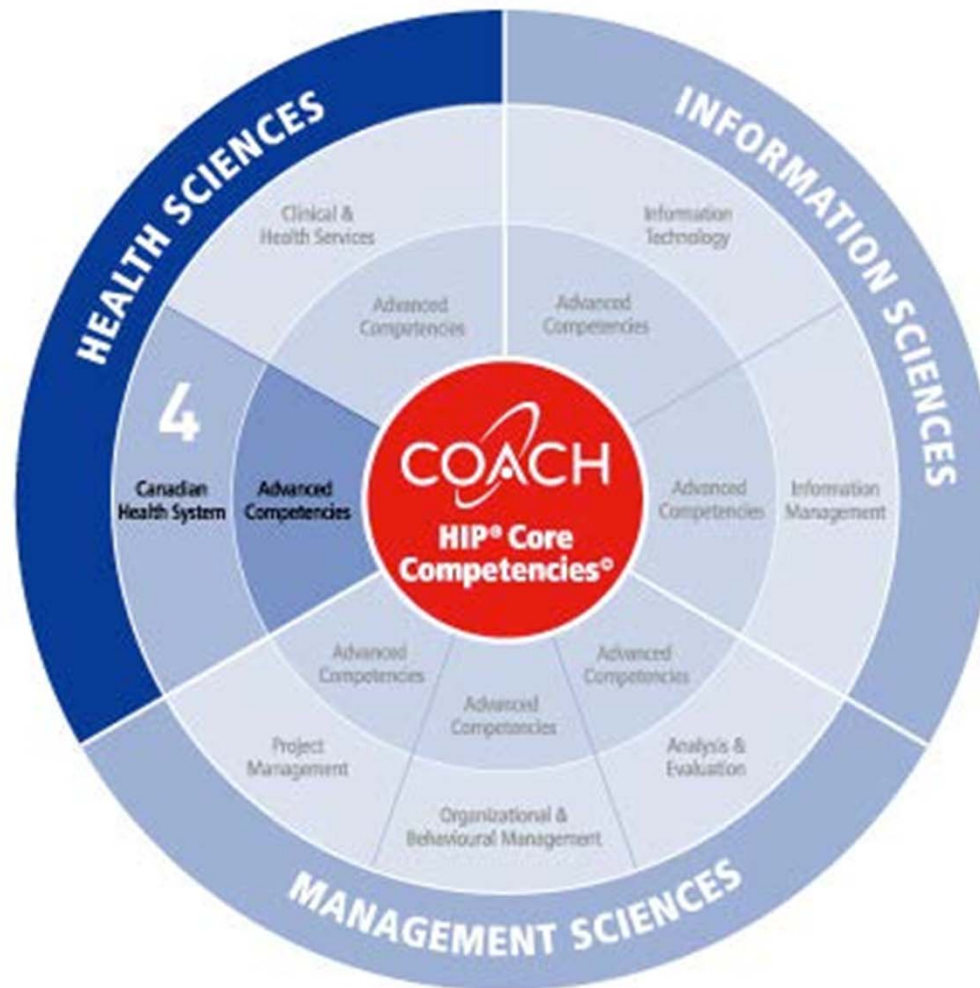 HEALTH SCIENCES
INFORMATION SCIENCES
Clinical &
Health Services
Information
Technology
Advanced
Competencies
Advanced
Competencies
4
Canadian
Health System
Advanced
Competencies
COACH
HIP® Core
Competencies©
Advanced
Competencies
Information
Management
Advanced
Competencies
Advanced
Competencies
Advanced
Competencies
Project
Management
Analysis &
Evaluation
Organizational &
Behavioural Management
MANAGEMENT SCIENCES